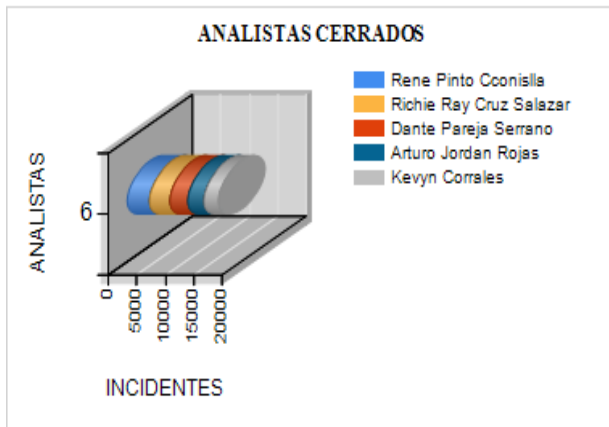 ANALISTAS CERRADOS
Rene Pinto Cconislla
Richie Ray Cruz Salazar
Dante Pareja Serrano
Arturo Jordan Rojas
Kevyn Corrales
ANALISTAS
6
0
5000
10000
15000
20000
INCIDENTES